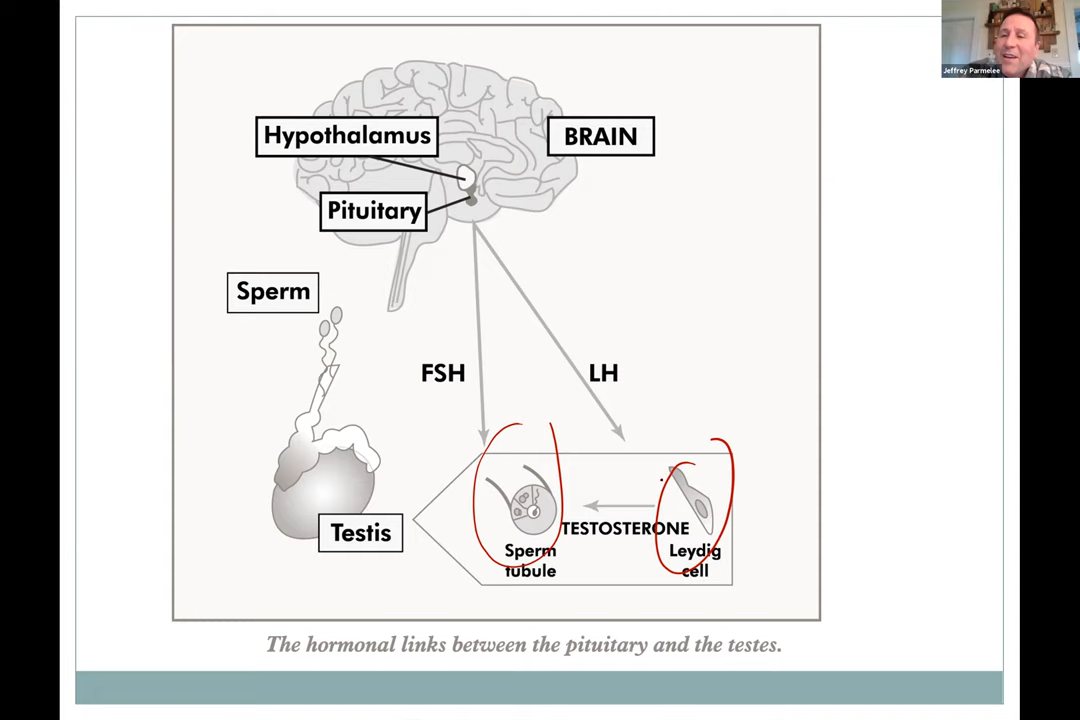 Jeffrey Parmelee
Hypothalamus
BRAIN
Pituitary
Sperm
FSH
LH
TESTOSTERONE
Testis
Sperm
tubule
Leydig
cell
The hormonal links between the pituitary and the testes.